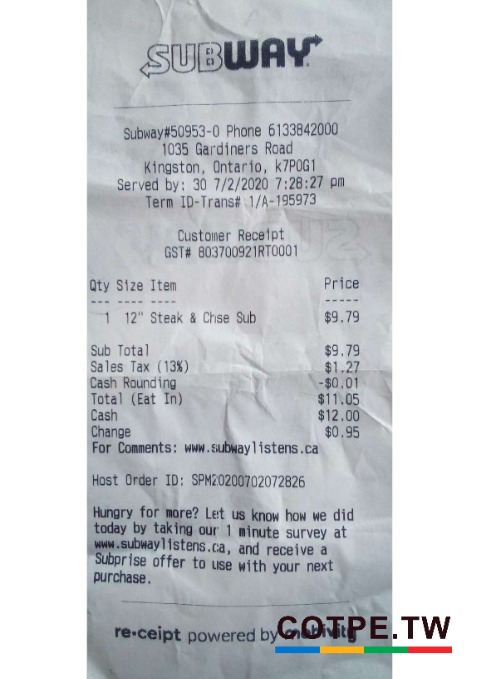 SUBWAY
Subway#50953-0 Phone 6133842000
1035 Gardiners Road
Kingston, Ontario, k7P0G1
Served by: 30 7/2/2020 7:28:27 pm
Term ID-Trans# 1/A-195973
Customer Receipt
GST# 803700921RT0001
Qty Size Item Price
--- ---- ---- -----
1 12" Steak & Chse Sub $9.79
Sub Total $9.79
Sales Tax (13%) $1.27
Cash Rounding -$0.01
Total (Eat In) $11.05
Cash $12.00
Change $0.95
For Comments: www.subwaylistens.ca
Host Order ID: SPM20200702072826
Hungry for more? Let us know how we did
today by taking our 1 minute survey at
www.subwaylistens.ca, and receive a
Subprise offer to use with your next
purchase.
re·ceipt powered by mobivity
COTPE.TW